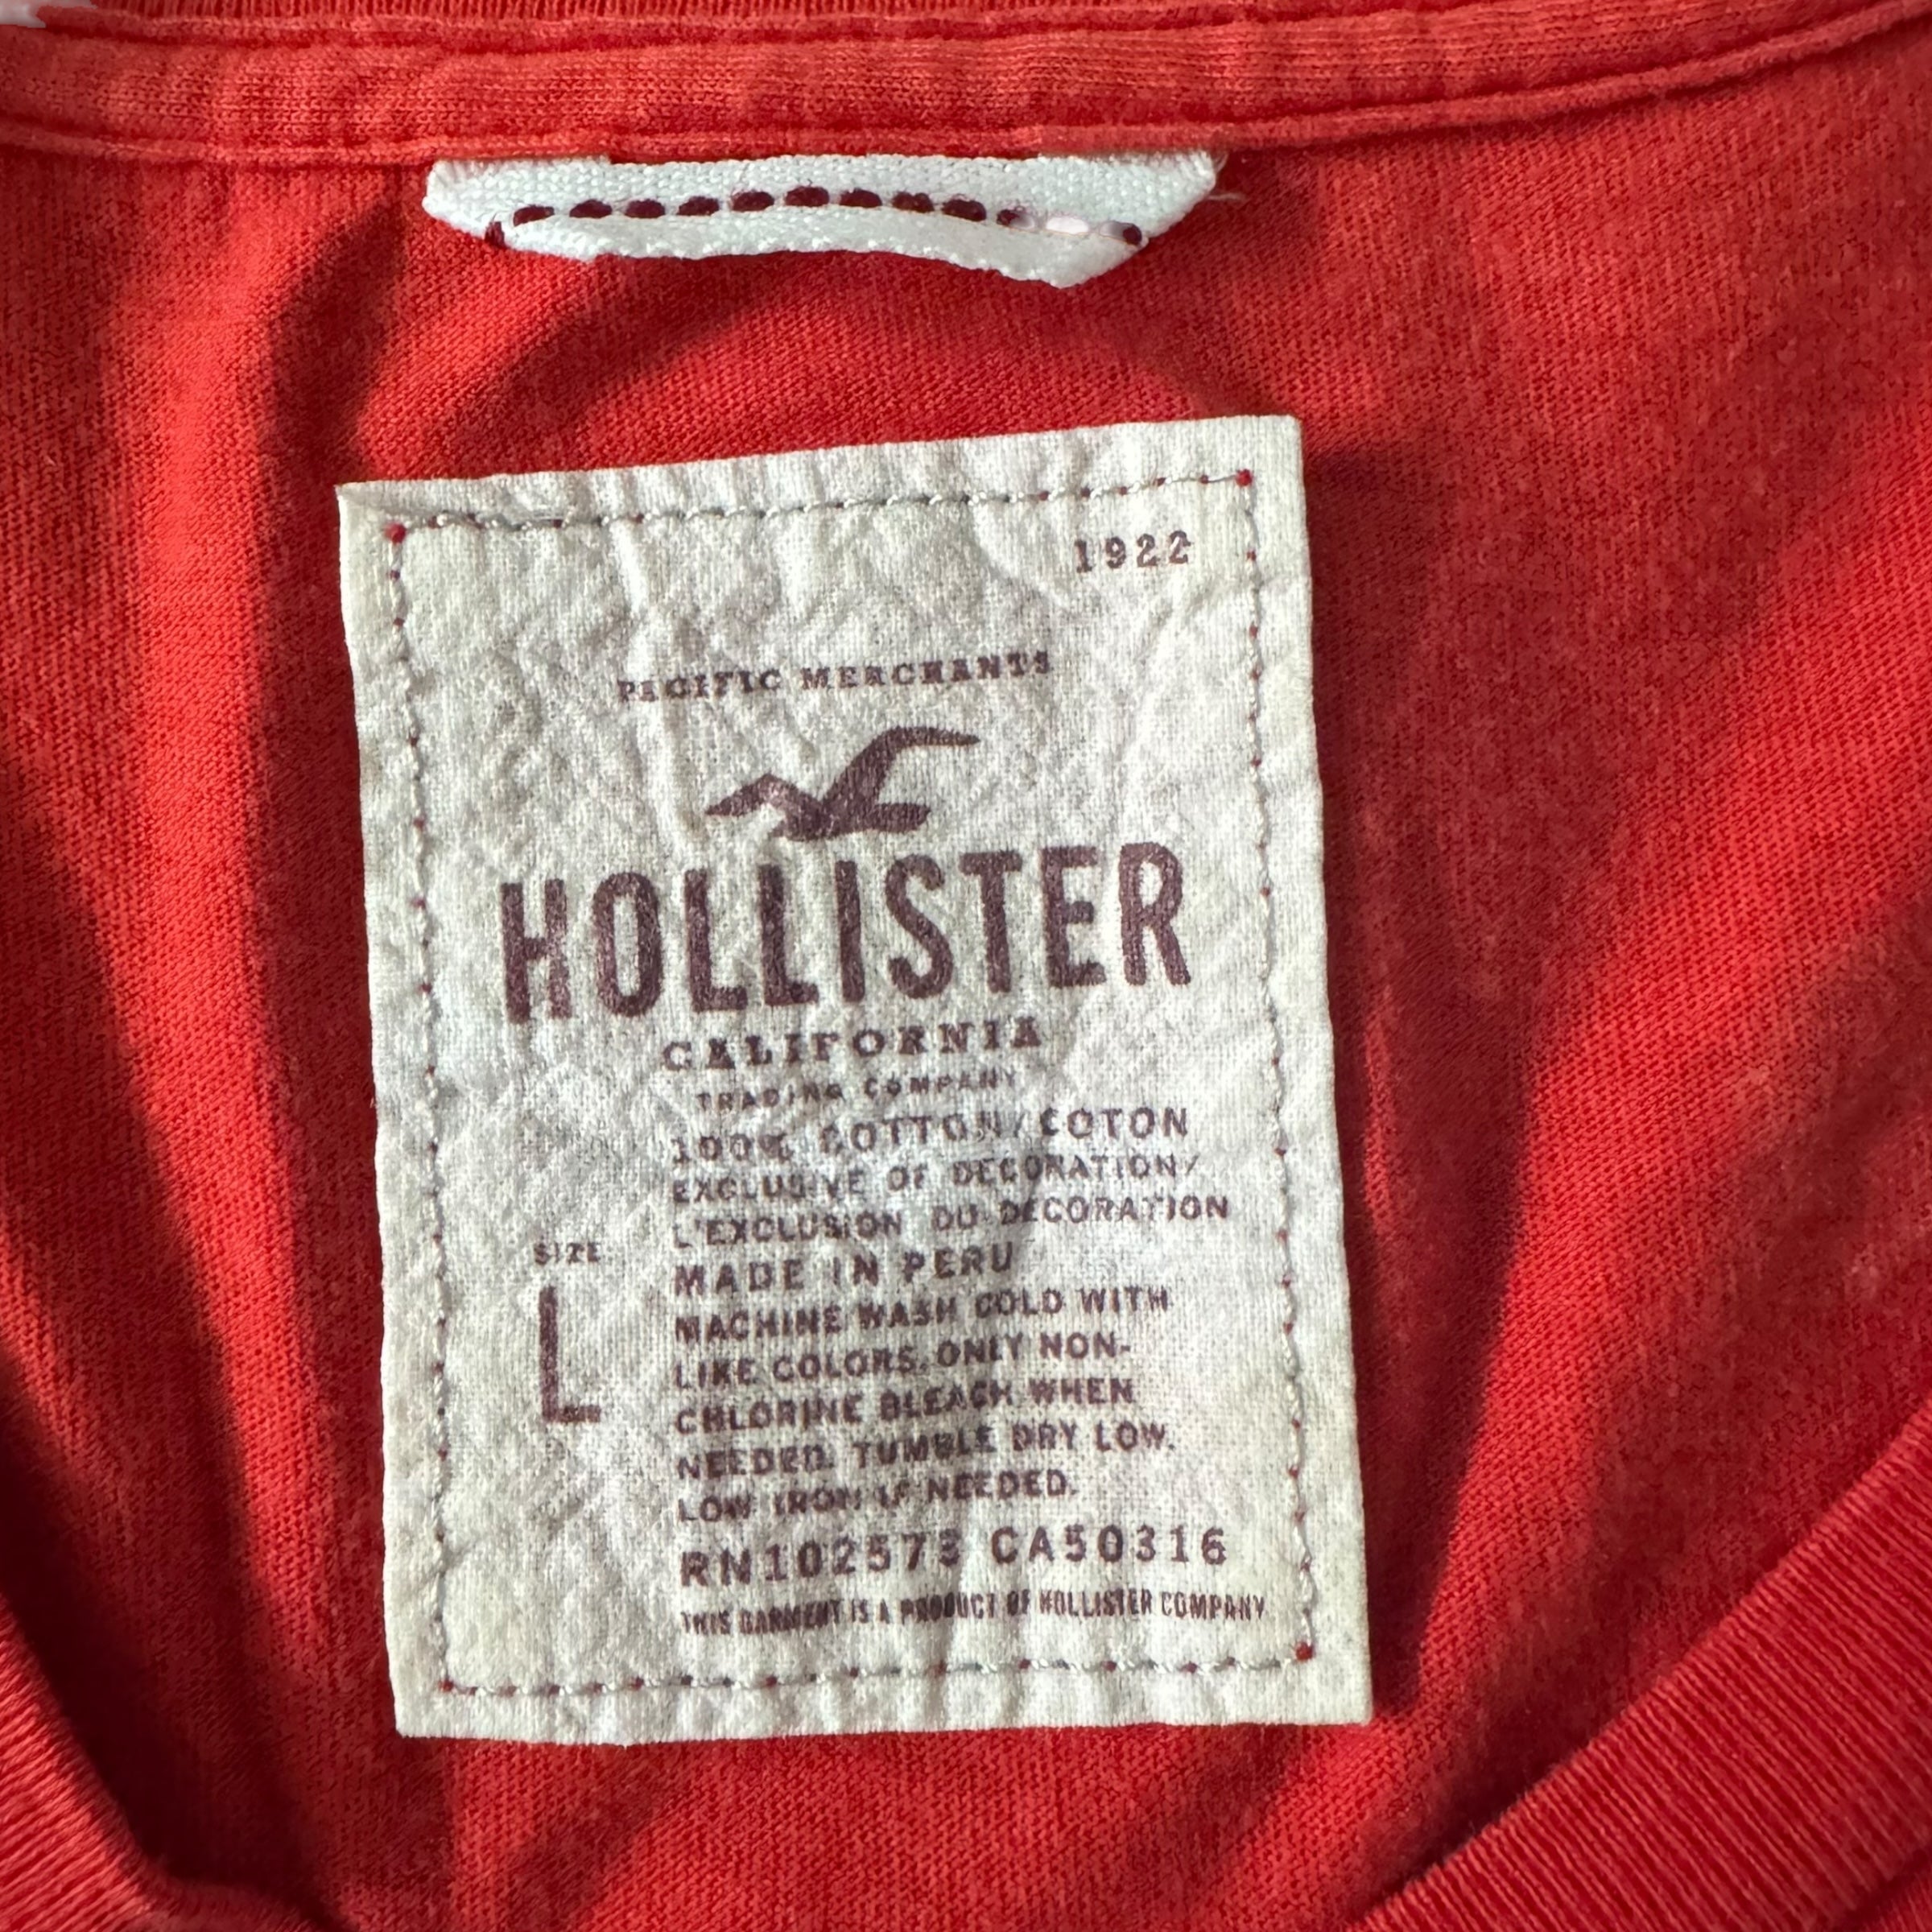 1922
PACIFIC MERCHANTS
HOLLISTER
CALIFORNIA
TRADING COMPANY
100% COTTON/COTON
EXCLUSIVE OF DECORATION/
L'EXCLUSION DU DECORATION
SIZE
L
MADE IN PERU
MACHINE WASH COLD WITH
LIKE COLORS. ONLY NON-
CHLORINE BLEACH WHEN
NEEDED. TUMBLE DRY LOW.
LOW IRON IF NEEDED.
RN102573 CA50316
THIS GARMENT IS A PRODUCT OF HOLLISTER COMPANY